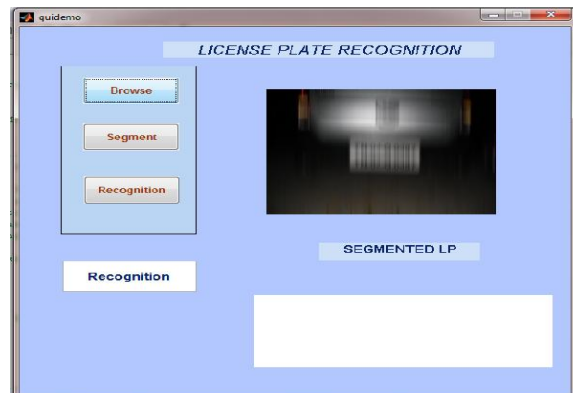 guidemo
LICENSE PLATE RECOGNITION
Browse
Segment
Recognition
SEGMENTED LP
Recognition